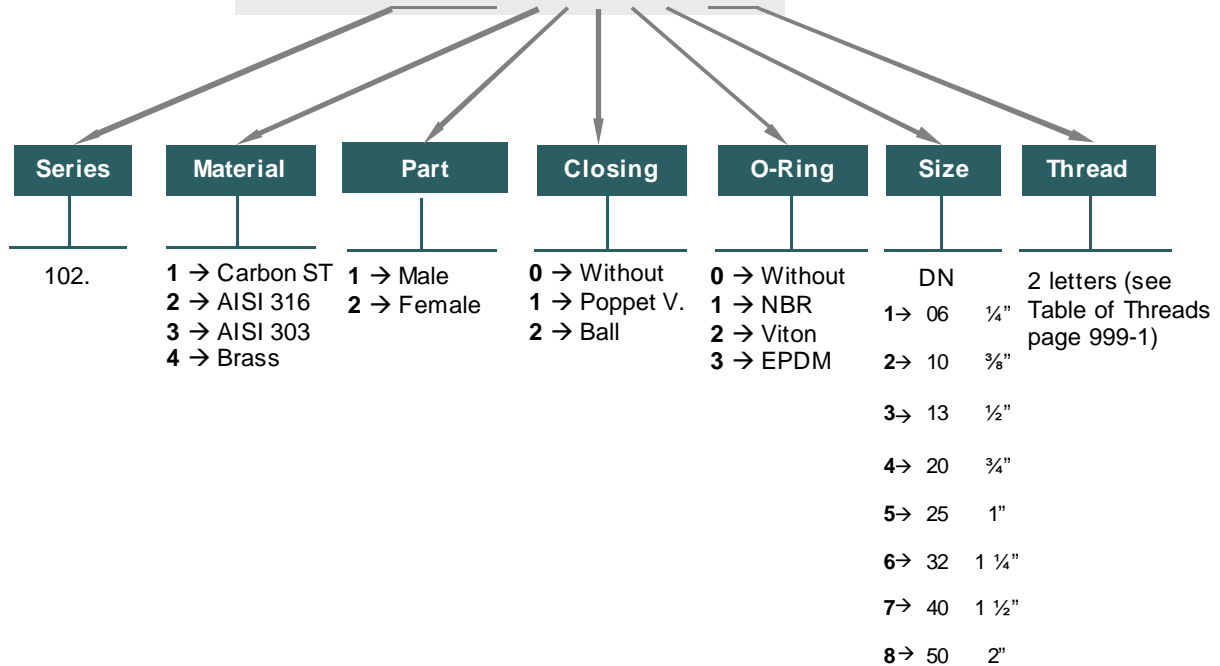 Series Material Part Closing O-Ring Size Thread
102.
1 → Carbon ST
2 → AISI 316
3 → AISI 303
4 → Brass
1 → Male
2 → Female
0 → Without
1 → Poppet V.
2 → Ball
0 → Without
1 → NBR
2 → Viton
3 → EPDM
DN
1→ 06 ¼”
2→ 10 ⅜”
3→ 13 ½”
4→ 20 ¾”
5→ 25 1”
6→ 32 1 ¼”
7→ 40 1 ½”
8→ 50 2”
2 letters (see
Table of Threads
page 999-1)